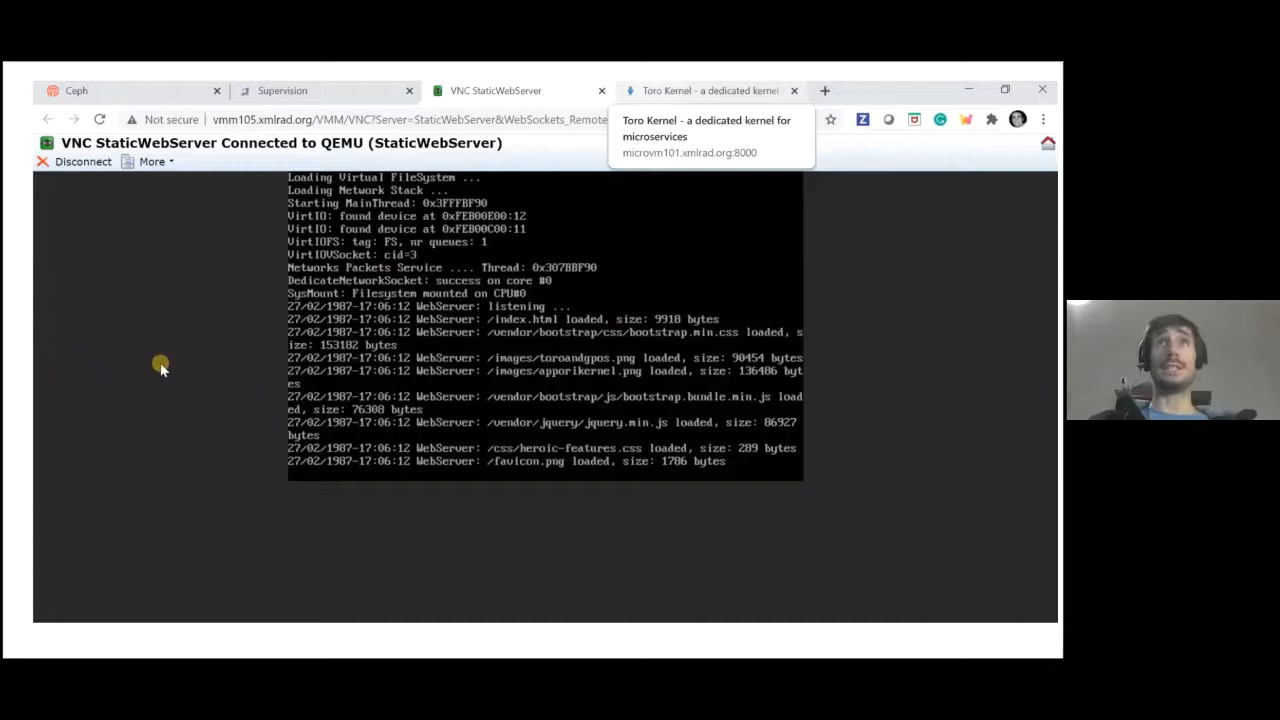 Ceph
Supervision
VNC StaticWebServer
Toro Kernel - a dedicated kernel
Not secure
vmm105.xmlrad.org/VMM/VNC?Server=StaticWebServer&WebSockets_Remote
Toro Kernel - a dedicated kernel for
microservices
microvm101.xmlrad.org:8000
VNC StaticWebServer Connected to QEMU (StaticWebServer)
Disconnect
More
Loading Virtual FileSystem ...
Loading Network Stack ...
Starting MainThread: 0x3FFFBF90
VirtIO: found device at 0xFEB00E00:12
VirtIO: found device at 0xFEB00C00:11
VirtIOFS: tag: FS, nr queues: 1
VirtIOVSocket: cid=3
Networks Packets Service .... Thread: 0x307BBF90
DedicateNetworkSocket: success on core #0
SysMount: Filesystem mounted on CPU#0
27/02/1987-17:06:12 WebServer: listening ...
27/02/1987-17:06:12 WebServer: /index.html loaded, size: 9918 bytes
27/02/1987-17:06:12 WebServer: /vendor/bootstrap/css/bootstrap.min.css loaded, s
ize: 153182 bytes
27/02/1987-17:06:12 WebServer: /images/toroandgpos.png loaded, size: 90454 bytes
27/02/1987-17:06:12 WebServer: /images/apporikernel.png loaded, size: 136486 byt
es
27/02/1987-17:06:12 WebServer: /vendor/bootstrap/js/bootstrap.bundle.min.js load
ed, size: 76308 bytes
27/02/1987-17:06:12 WebServer: /vendor/jquery/jquery.min.js loaded, size: 86927
bytes
27/02/1987-17:06:12 WebServer: /css/heroic-features.css loaded, size: 289 bytes
27/02/1987-17:06:12 WebServer: /favicon.png loaded, size: 1786 bytes